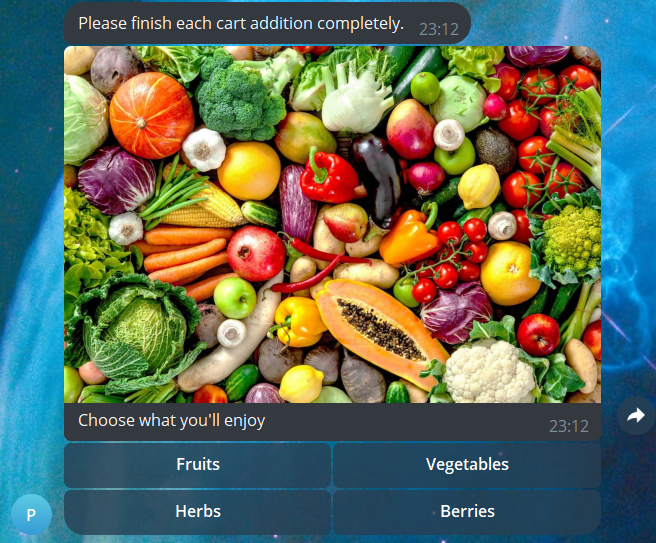 Please finish each cart addition completely. 23:12
Choose what you'll enjoy 23:12
Fruits
Vegetables
Herbs
Berries
P